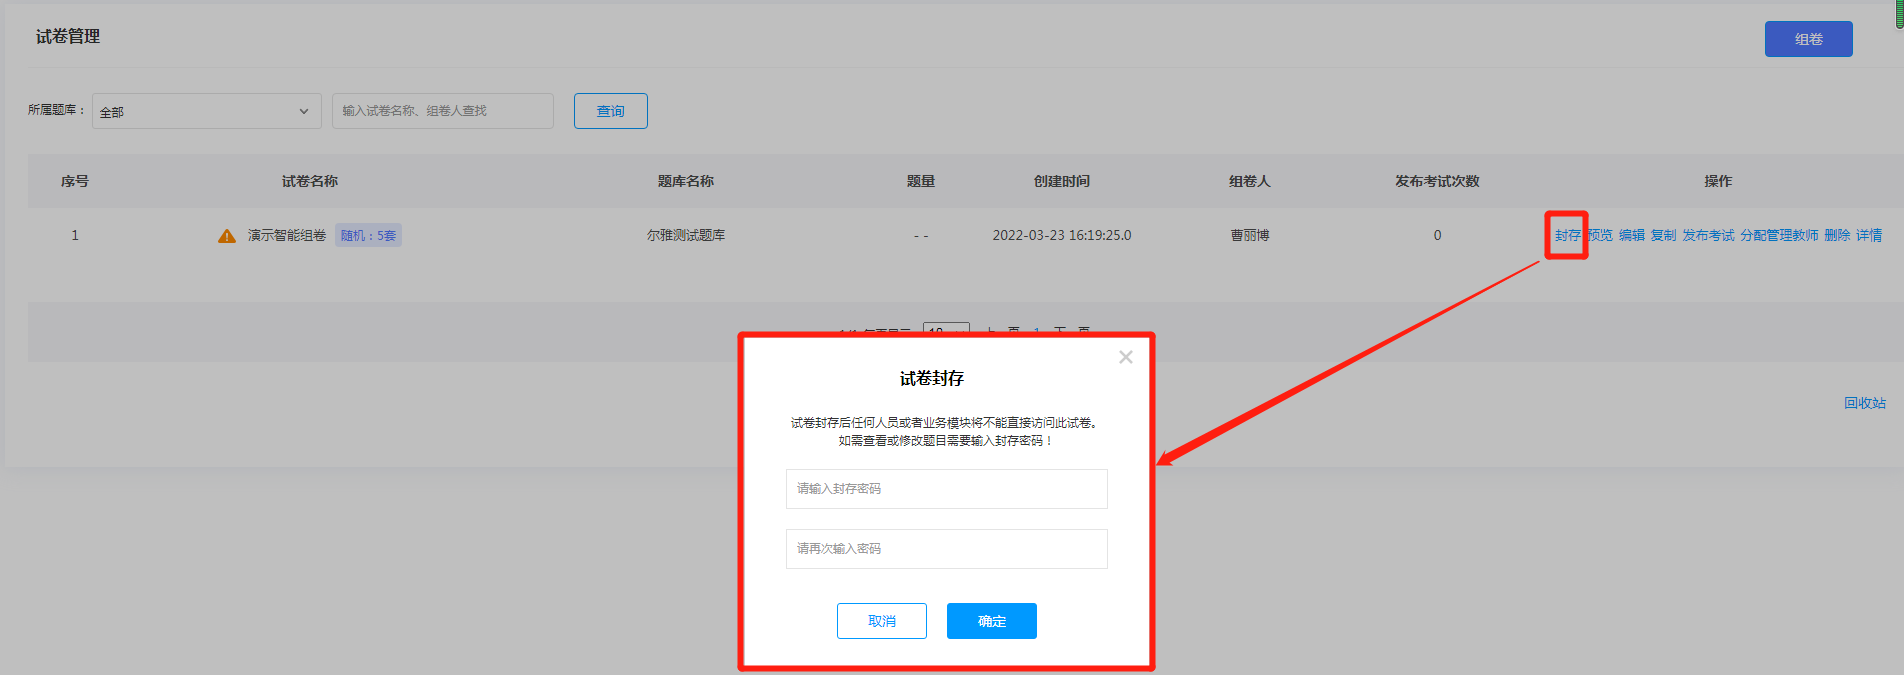 试卷管理
组卷
所属题库： 全部 输入试卷名称、组卷人查找 查询
序号 试卷名称 题库名称 题量 创建时间 组卷人 发布考试次数 操作
1 演示智能组卷 随机：5套 尔雅测试题库 - - 2022-03-23 16:19:25.0 曹丽博 0 封存 预览 编辑 复制 发布考试 分配管理教师 删除 详情
回收站
试卷封存
试卷封存后任何人员或者业务模块将不能直接访问此试卷。
如需查看或修改题目需要输入封存密码！
请输入封存密码
请再次输入密码
取消 确定